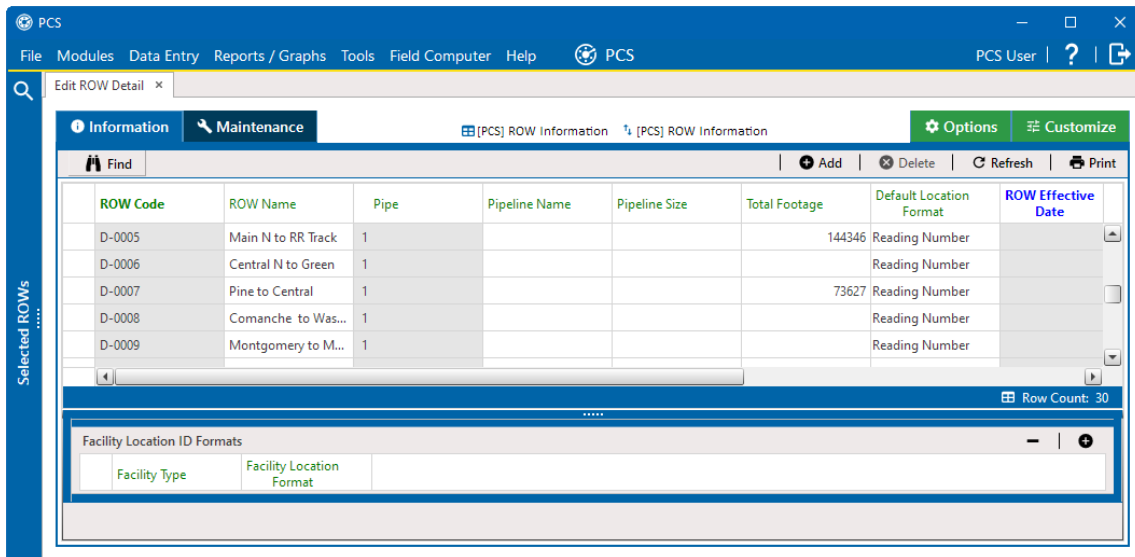 PCS
File Modules Data Entry Reports / Graphs Tools Field Computer Help PCS PCS User | ? |
Edit ROW Detail ×
Information Maintenance [PCS] ROW Information [PCS] ROW Information Options Customize
Find | Add | Delete | Refresh | Print
ROW Code ROW Name Pipe Pipeline Name Pipeline Size Total Footage Default Location Format ROW Effective Date
D-0005 Main N to RR Track 1 144346 Reading Number
D-0006 Central N to Green 1 Reading Number
D-0007 Pine to Central 1 73627 Reading Number
D-0008 Comanche to Was... 1 Reading Number
D-0009 Montgomery to M... 1 Reading Number
Selected ROWs
Row Count: 30
Facility Location ID Formats
Facility Type Facility Location Format